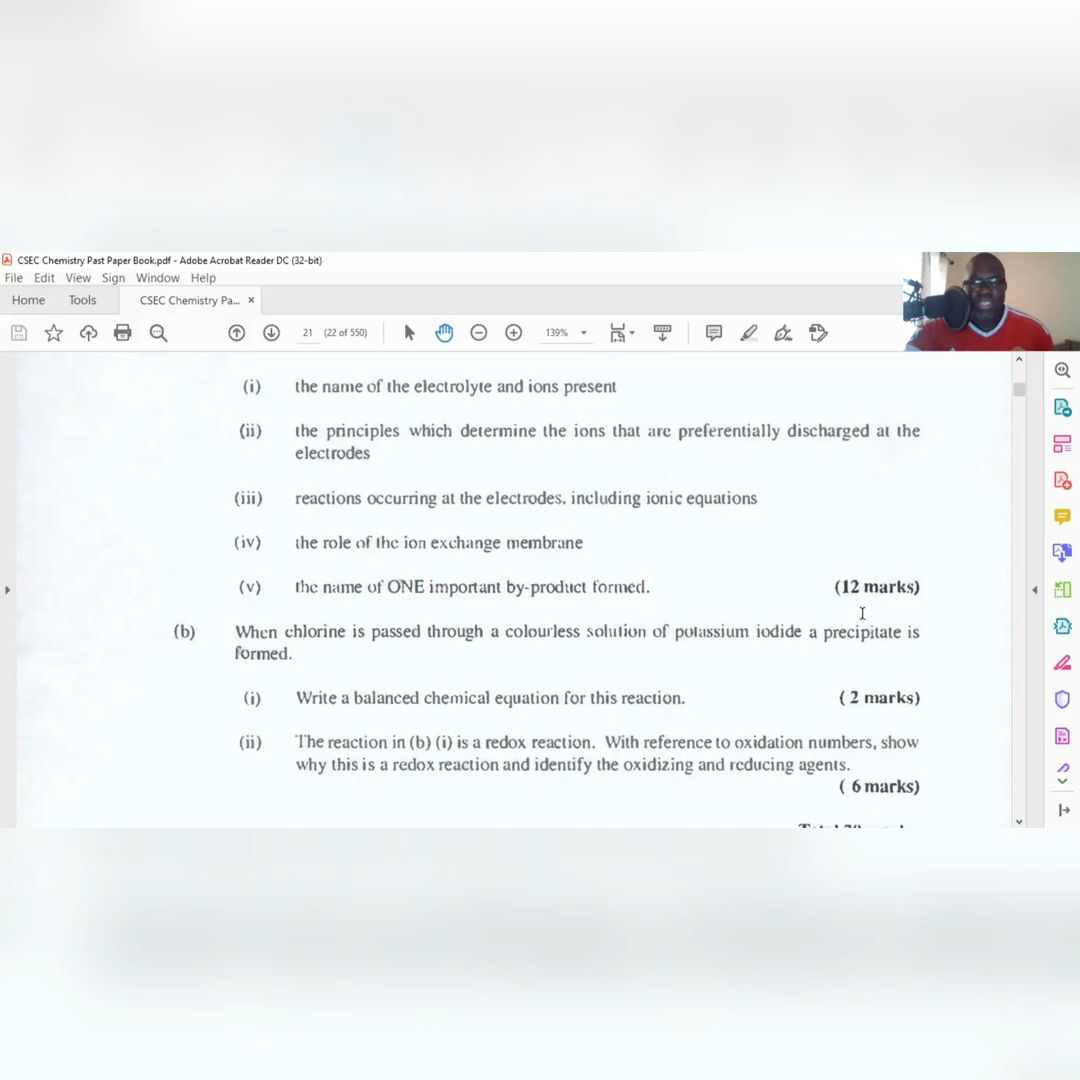 CSEC Chemistry Past Paper Book.pdf - Adobe Acrobat Reader DC (32-bit)
File Edit View Sign Window Help
Home Tools CSEC Chemistry Pa... ×
21 (22 of 550) 139%
(i) the name of the electrolyte and ions present
(ii) the principles which determine the ions that are preferentially discharged at the
electrodes
(iii) reactions occurring at the electrodes, including ionic equations
(iv) the role of the ion exchange membrane
(v) the name of ONE important by-product formed. (12 marks)
(b) When chlorine is passed through a colourless solution of potassium iodide a precipitate is
formed.
(i) Write a balanced chemical equation for this reaction. ( 2 marks)
(ii) The reaction in (b) (i) is a redox reaction. With reference to oxidation numbers, show
why this is a redox reaction and identify the oxidizing and reducing agents.
( 6 marks)